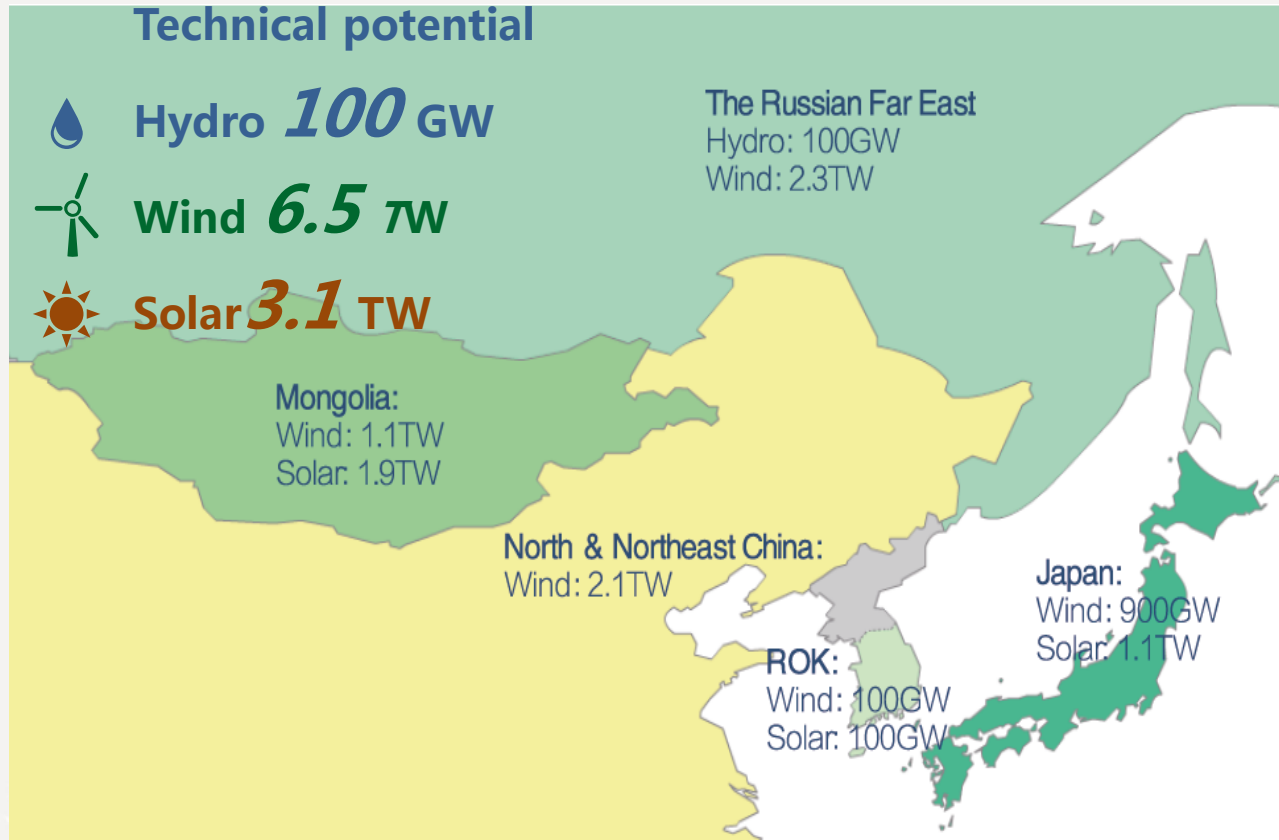 Technical potential
Hydro 100 GW
Wind 6.5 TW
Solar 3.1 TW
The Russian Far East
Hydro: 100GW
Wind: 2.3TW
Mongolia:
Wind: 1.1TW
Solar: 1.9TW
North & Northeast China:
Wind: 2.1TW
Japan:
Wind: 900GW
Solar: 1.1TW
ROK:
Wind: 100GW
Solar: 100GW